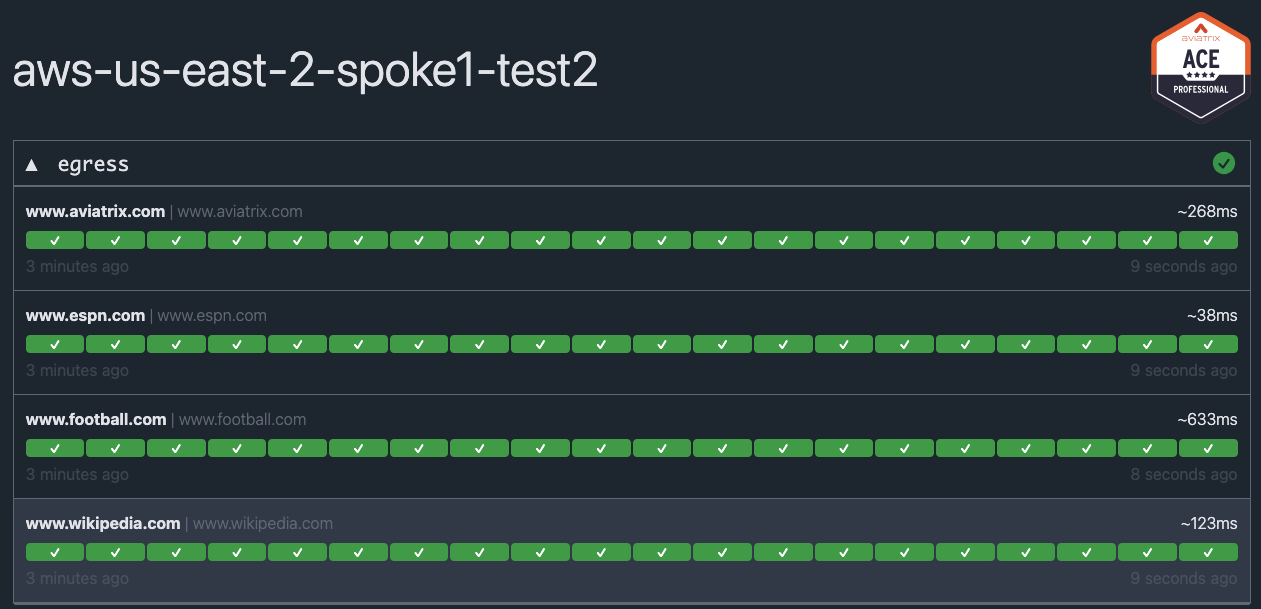 aws-us-east-2-spoke1-test2
aviatrix
ACE
PROFESSIONAL
▲ egress
www.aviatrix.com | www.aviatrix.com ~268ms
3 minutes ago 9 seconds ago
www.espn.com | www.espn.com ~38ms
3 minutes ago 9 seconds ago
www.football.com | www.football.com ~633ms
3 minutes ago 8 seconds ago
www.wikipedia.com | www.wikipedia.com ~123ms
3 minutes ago 9 seconds ago